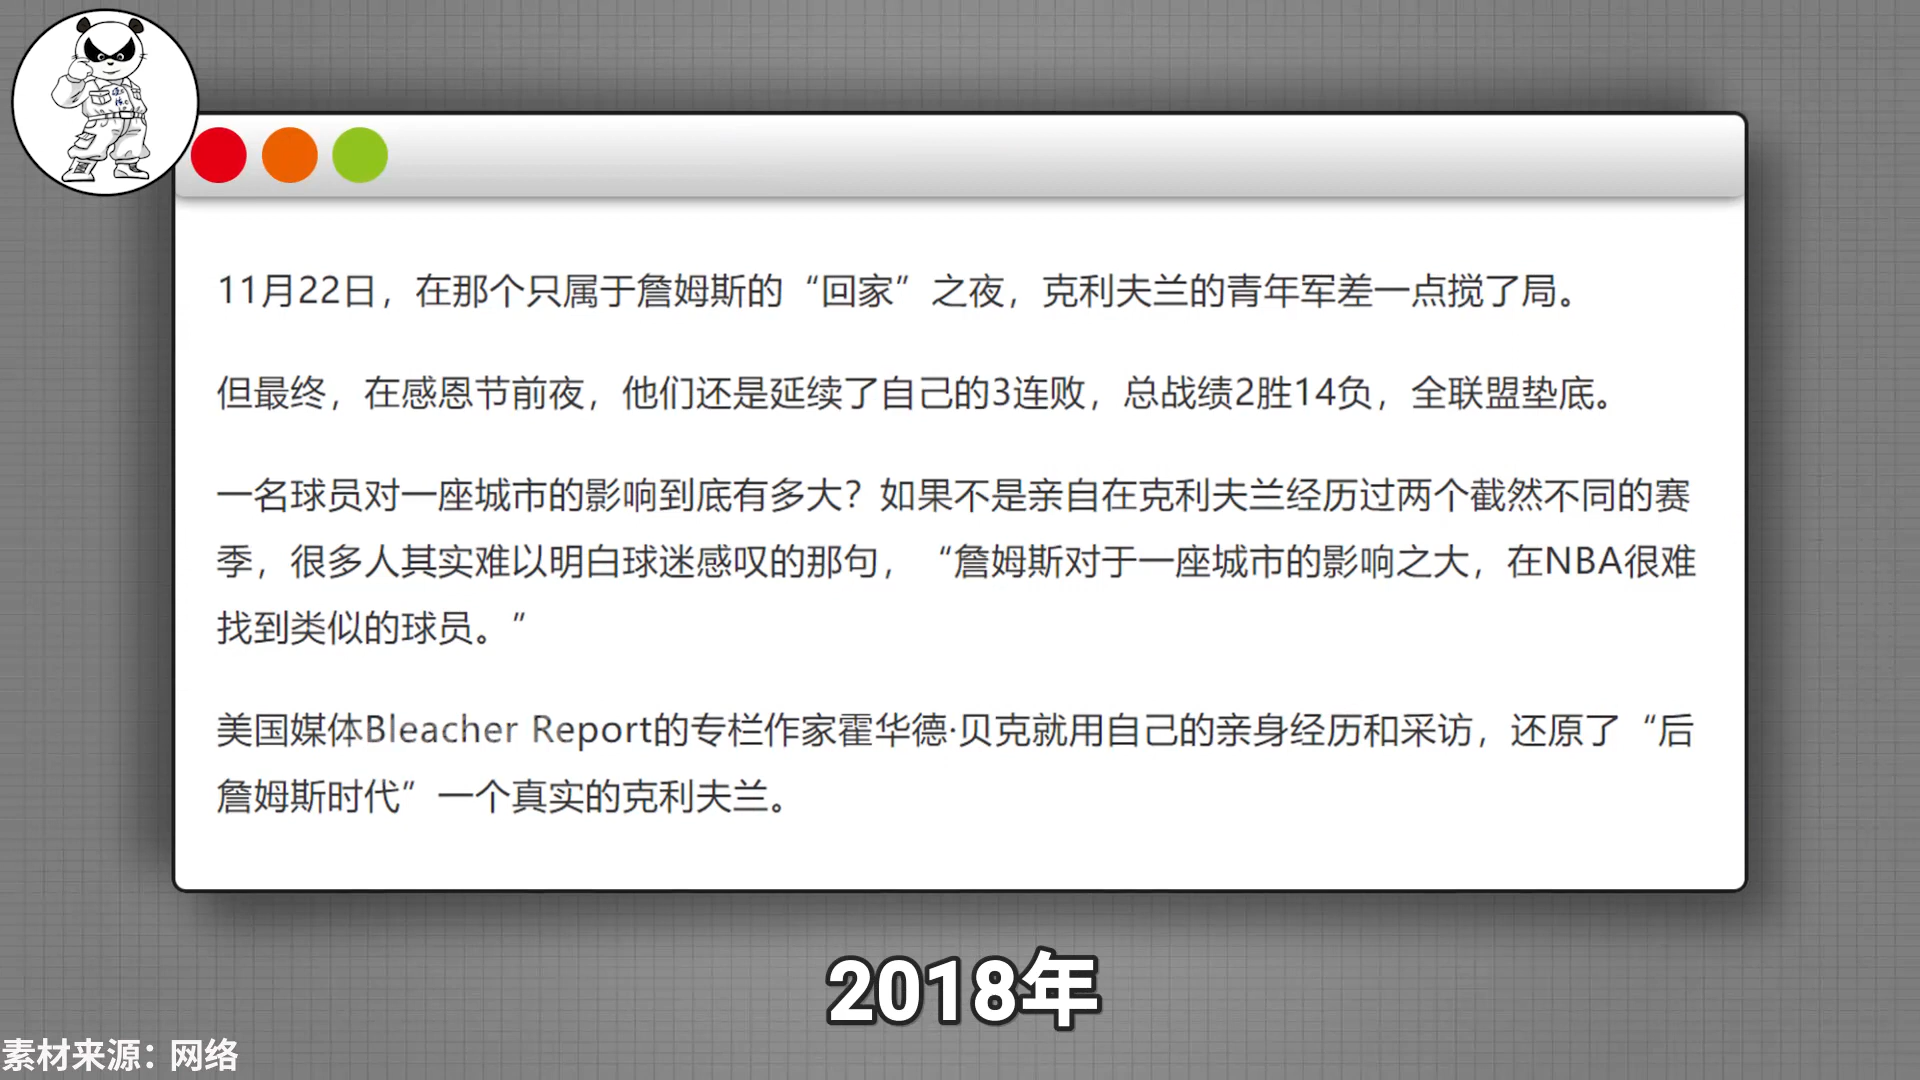 11月22日，在那个只属于詹姆斯的“回家”之夜，克利夫兰的青年军差一点搅了局。
但最终，在感恩节前夜，他们还是延续了自己的3连败，总战绩2胜14负，全联盟垫底。
一名球员对一座城市的影响到底有多大？如果不是亲自在克利夫兰经历过两个截然不同的赛
季，很多人其实难以明白球迷感叹的那句，“詹姆斯对于一座城市的影响之大，在NBA很难
找到类似的球员。”
美国媒体Bleacher Report的专栏作家霍华德·贝克就用自己的亲身经历和采访，还原了“后
詹姆斯时代”一个真实的克利夫兰。
2018年
素材来源：网络